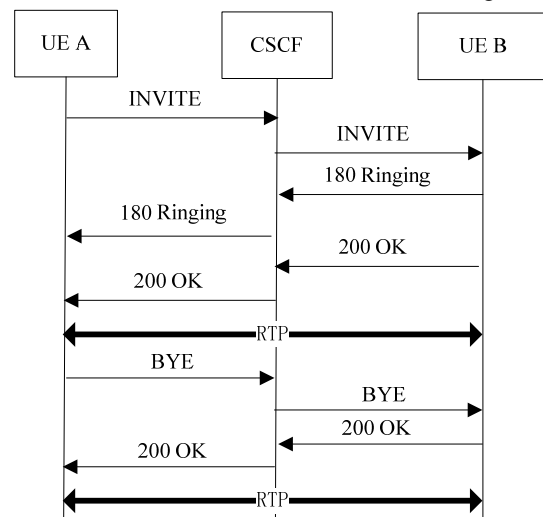 UE A
CSCF
UE B
INVITE
INVITE
180 Ringing
180 Ringing
200 OK
200 OK
RTP
BYE
BYE
200 OK
200 OK
RTP